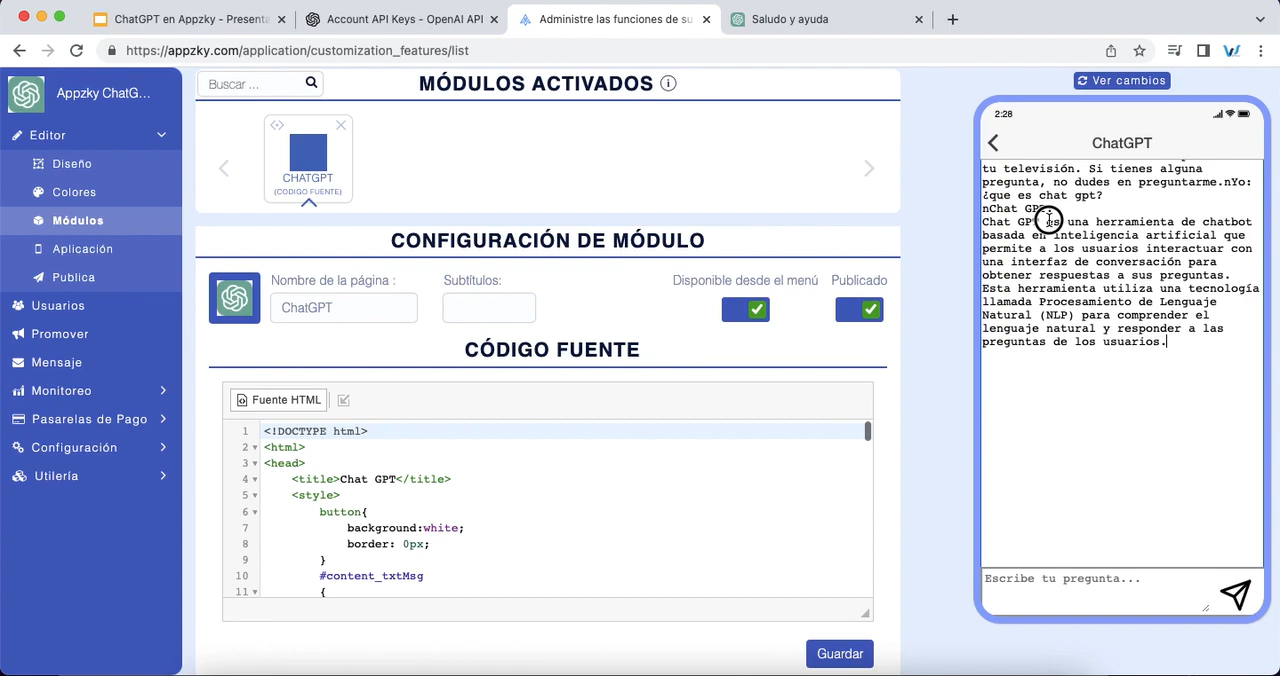 ChatGPT en Appzky - Presenta
Account API Keys - OpenAI API
Administre las funciones de su
Saludo y ayuda
https://appzky.com/application/customization_features/list
Appzky ChatG...
Editor
Diseño
Colores
Módulos
Aplicación
Publica
Usuarios
Promover
Mensaje
Monitoreo
Pasarelas de Pago
Configuración
Utilería
Buscar ...
MÓDULOS ACTIVADOS
CHATGPT
(CODIGO FUENTE)
CONFIGURACIÓN DE MÓDULO
Nombre de la página :
ChatGPT
Subtítulos:
Disponible desde el menú
Publicado
CÓDIGO FUENTE
Fuente HTML
1 <!DOCTYPE html>
2 <html>
3 <head>
4 <title>Chat GPT</title>
5 <style>
6 button{
7 background:white;
8 border: 0px;
9 }
10 #content_txtMsg
11 {
Guardar
Ver cambios
2:28
ChatGPT
tu televisión. Si tienes alguna
pregunta, no dudes en preguntarme.nYo:
¿que es chat gpt?
nChat GPT
Chat GPT es una herramienta de chatbot
basada en inteligencia artificial que
permite a los usuarios interactuar con
una interfaz de conversación para
obtener respuestas a sus preguntas.
Esta herramienta utiliza una tecnología
llamada Procesamiento de Lenguaje
Natural (NLP) para comprender el
lenguaje natural y responder a las
preguntas de los usuarios.
Escribe tu pregunta...